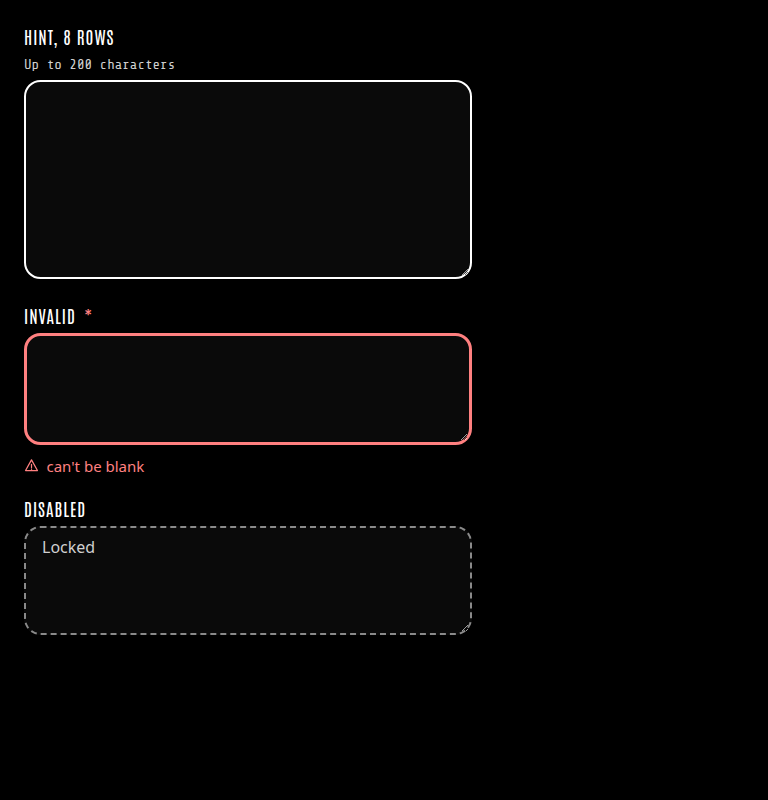 HINT, 8 ROWS
Up to 200 characters
INVALID *
can't be blank
DISABLED
Locked